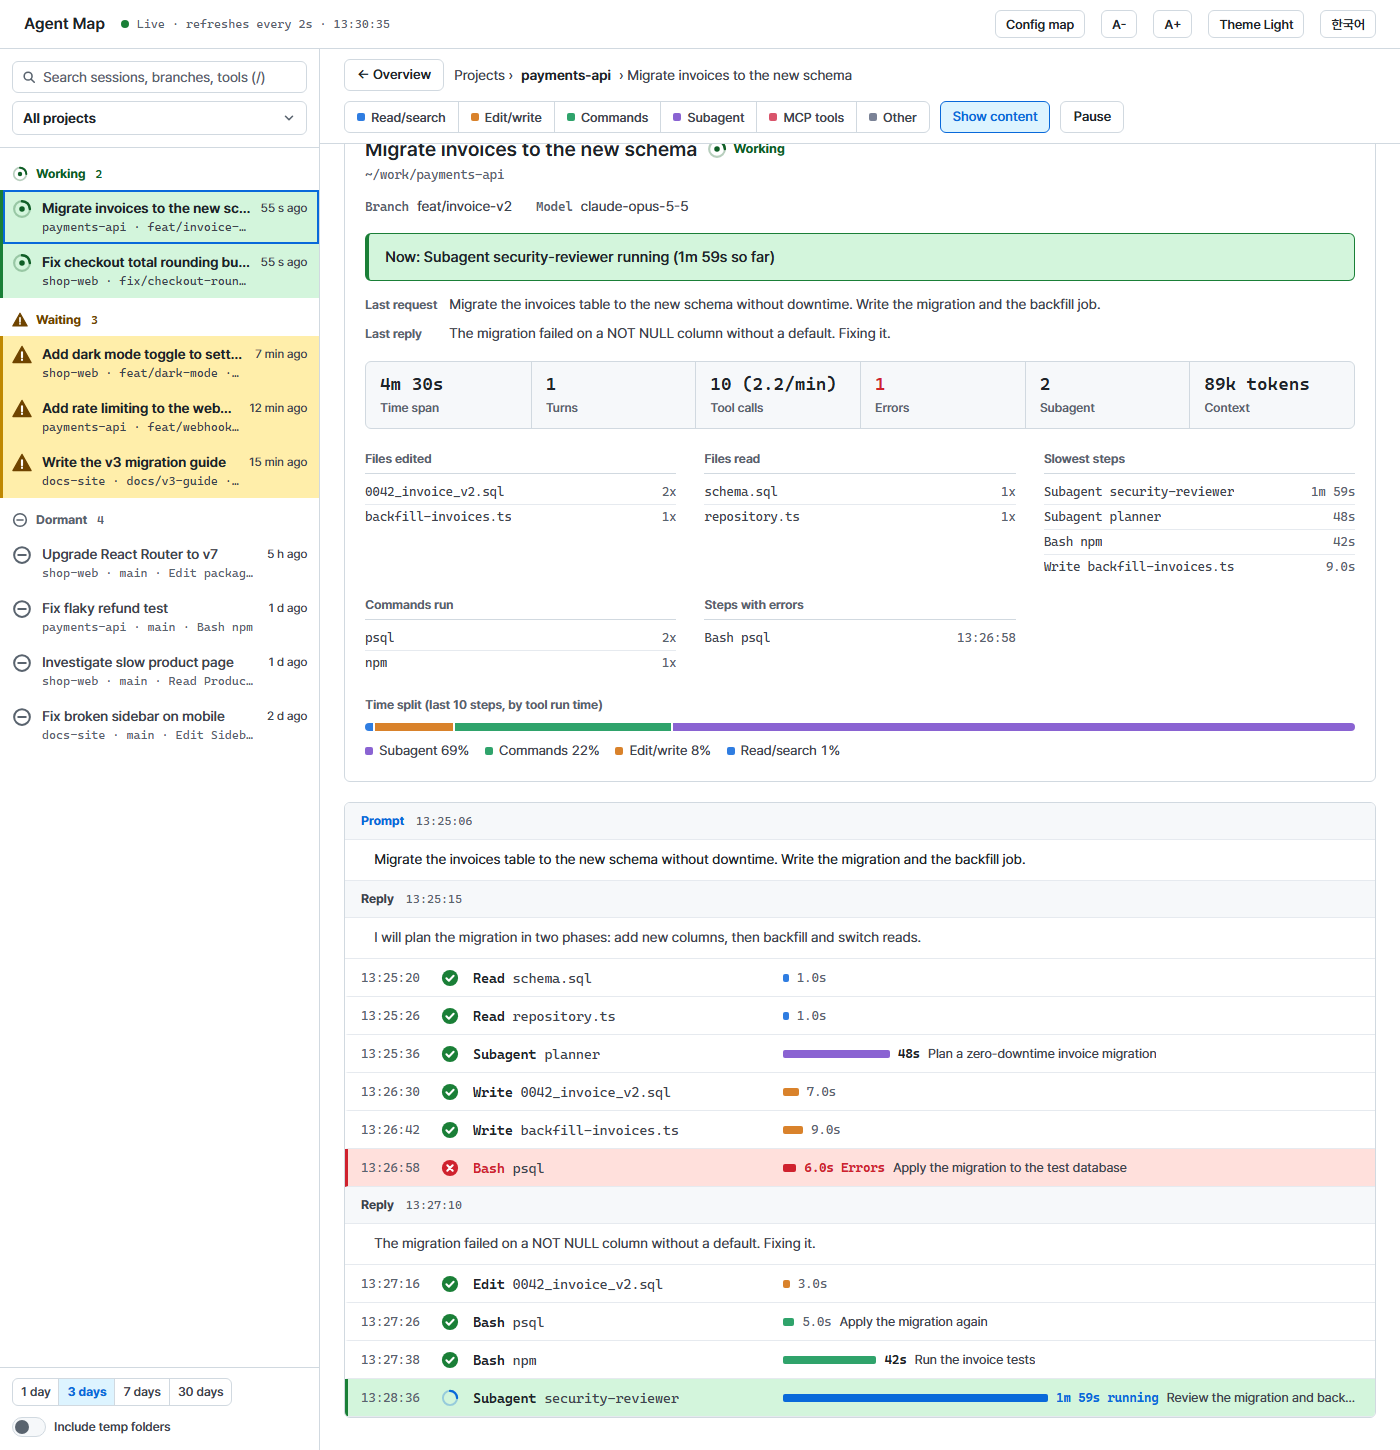 Agent Map
Live · refreshes every 2s · 13:30:35
Config map
A-
A+
Theme Light
한국어
Search sessions, branches, tools (/)
All projects
Working 2
Migrate invoices to the new sc... 55 s ago
payments-api · feat/invoice-…
Fix checkout total rounding bu... 55 s ago
shop-web · fix/checkout-roun…
Waiting 3
Add dark mode toggle to sett... 7 min ago
shop-web · feat/dark-mode ·…
Add rate limiting to the web... 12 min ago
payments-api · feat/webhook…
Write the v3 migration guide 15 min ago
docs-site · docs/v3-guide ·…
Dormant 4
Upgrade React Router to v7 5 h ago
shop-web · main · Edit packag…
Fix flaky refund test 1 d ago
payments-api · main · Bash npm
Investigate slow product page 1 d ago
shop-web · main · Read Produc…
Fix broken sidebar on mobile 2 d ago
docs-site · main · Edit Sideb…
1 day 3 days 7 days 30 days
Include temp folders
← Overview Projects › payments-api › Migrate invoices to the new schema
Read/search Edit/write Commands Subagent MCP tools Other Show content Pause
Migrate invoices to the new schema Working
~/work/payments-api
Branch feat/invoice-v2 Model claude-opus-5-5
Now: Subagent security-reviewer running (1m 59s so far)
Last request Migrate the invoices table to the new schema without downtime. Write the migration and the backfill job.
Last reply The migration failed on a NOT NULL column without a default. Fixing it.
4m 30s 1 10 (2.2/min) 1 2 89k tokens
Time span Turns Tool calls Errors Subagent Context
Files edited
0042_invoice_v2.sql 2x
backfill-invoices.ts 1x
Files read
schema.sql 1x
repository.ts 1x
Slowest steps
Subagent security-reviewer 1m 59s
Subagent planner 48s
Bash npm 42s
Write backfill-invoices.ts 9.0s
Commands run
psql 2x
npm 1x
Steps with errors
Bash psql 13:26:58
Time split (last 10 steps, by tool run time)
Subagent 69% Commands 22% Edit/write 8% Read/search 1%
Prompt 13:25:06
Migrate the invoices table to the new schema without downtime. Write the migration and the backfill job.
Reply 13:25:15
I will plan the migration in two phases: add new columns, then backfill and switch reads.
13:25:20 Read schema.sql 1.0s
13:25:26 Read repository.ts 1.0s
13:25:36 Subagent planner 48s Plan a zero-downtime invoice migration
13:26:30 Write 0042_invoice_v2.sql 7.0s
13:26:42 Write backfill-invoices.ts 9.0s
13:26:58 Bash psql 6.0s Errors Apply the migration to the test database
Reply 13:27:10
The migration failed on a NOT NULL column without a default. Fixing it.
13:27:16 Edit 0042_invoice_v2.sql 3.0s
13:27:26 Bash psql 5.0s Apply the migration again
13:27:38 Bash npm 42s Run the invoice tests
13:28:36 Subagent security-reviewer 1m 59s running Review the migration and back...